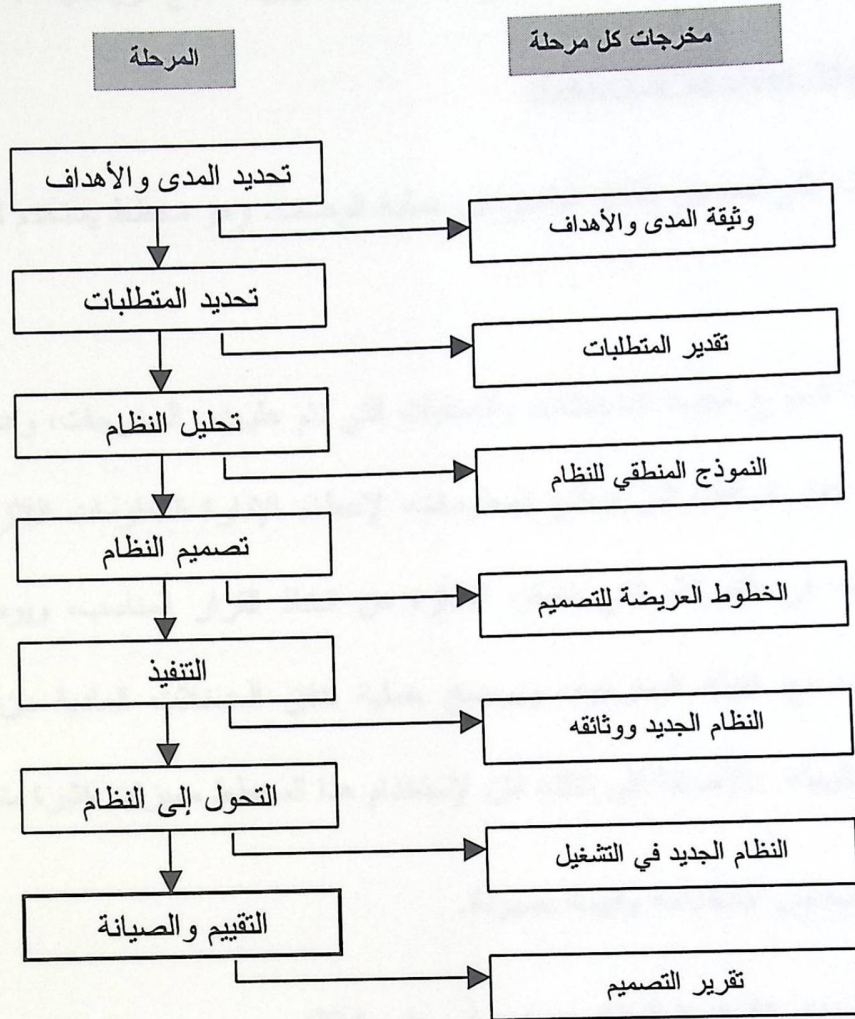 المرحلة
مخرجات كل مرحلة
تحديد المدى والأهداف
وثيقة المدى والأهداف
تحديد المتطلبات
تقدير المتطلبات
تحليل النظام
النموذج المنطقي للنظام
تصميم النظام
الخطوط العريضة للتصميم
التنفيذ
النظام الجديد ووثائقه
التحول إلى النظام
النظام الجديد في التشغيل
التقييم والصيانة
تقرير التصميم